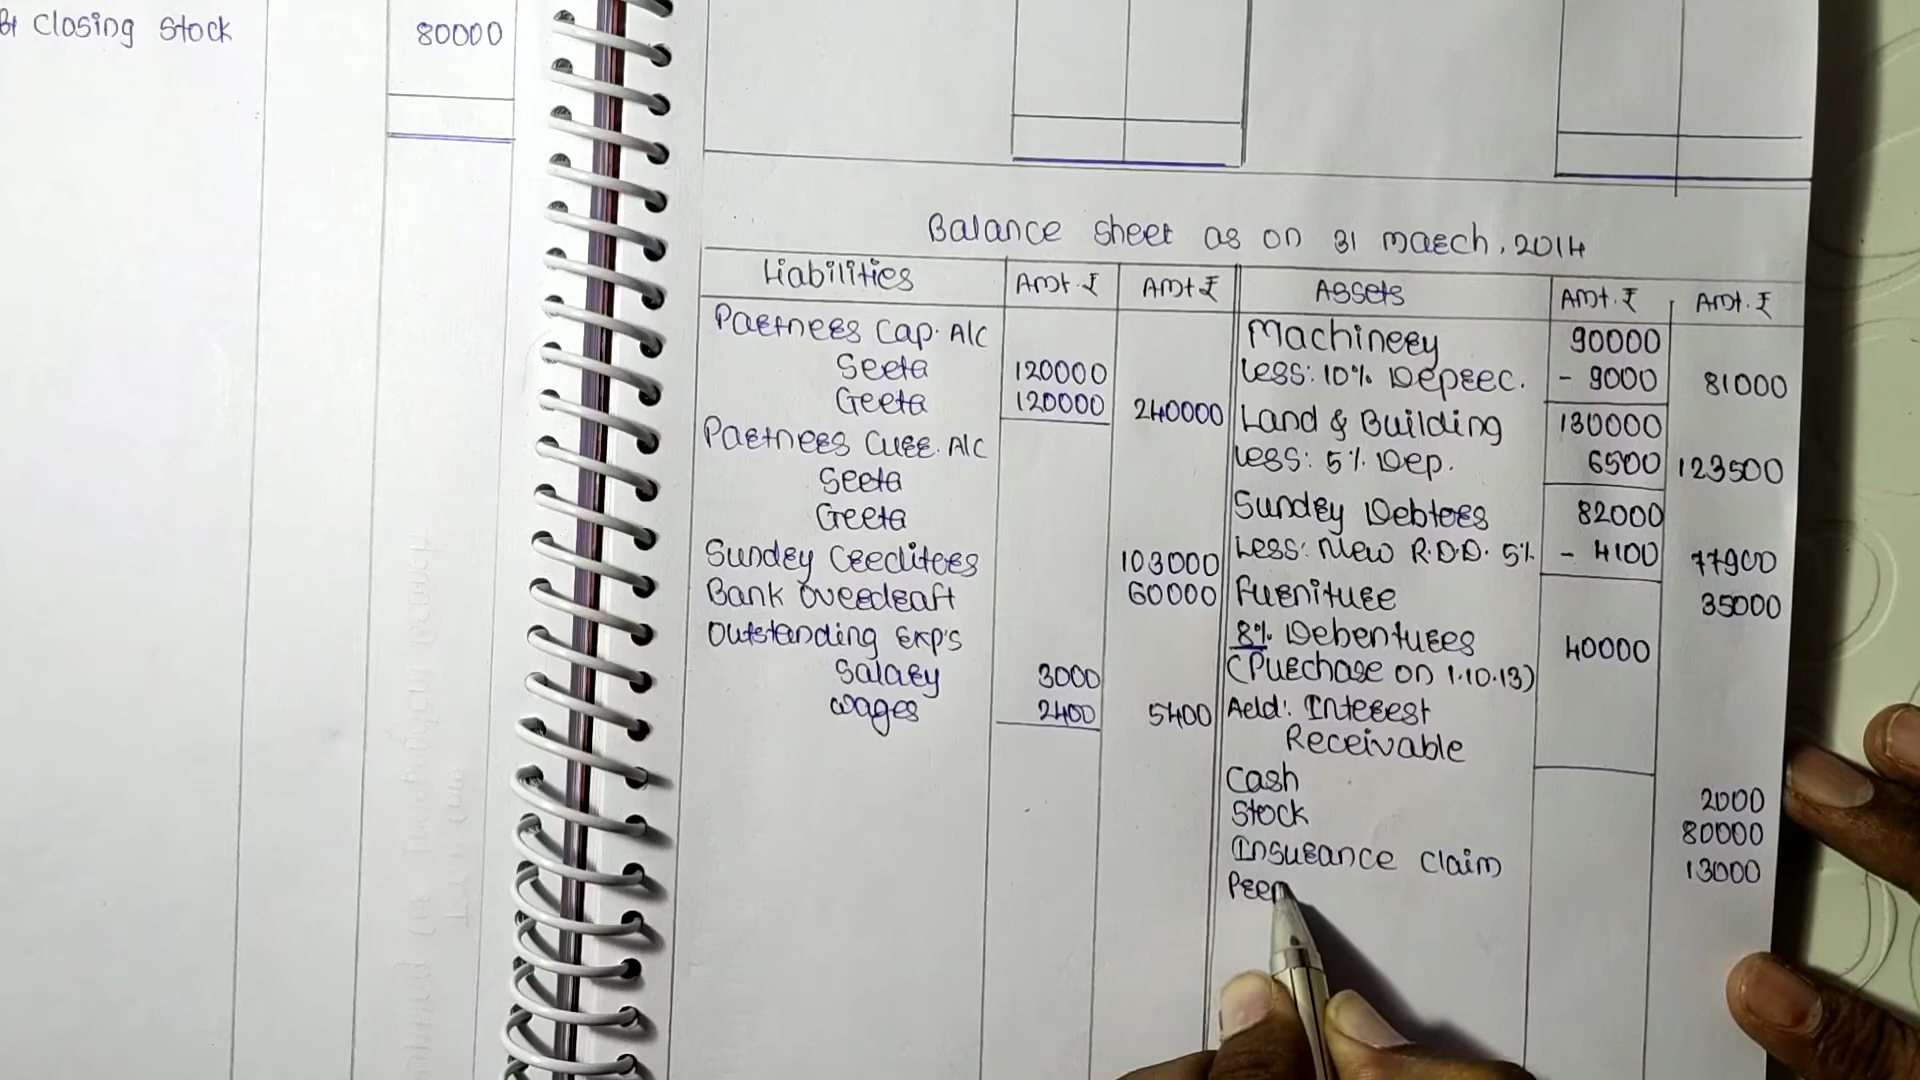 By Closing Stock 80000
Balance sheet as on 31 march, 2014
Liabilities Amt.₹ Amt ₹ Assets Amt.₹ Amt.₹
Partners Cap. A/c Machinery 90000
Seeta 120000 Less: 10% Deprec. - 9000 81000
Geeta 120000 240000 Land & Building 130000
Partners Curr. A/c Less: 5% Dep. 6500 123500
Seeta Sundry Debtors 82000
Geeta Less: New R.D.D. 5% - 4100 77900
Sundry Creditors 103000 Furniture 35000
Bank overdraft 60000 8% Debentures 40000
Outstanding Exp's (Purchase on 1.10.13)
Salary 3000 Add: Interest
wages 2400 5400 Receivable
Cash 2000
Stock 80000
Insurance claim 13000
Prep